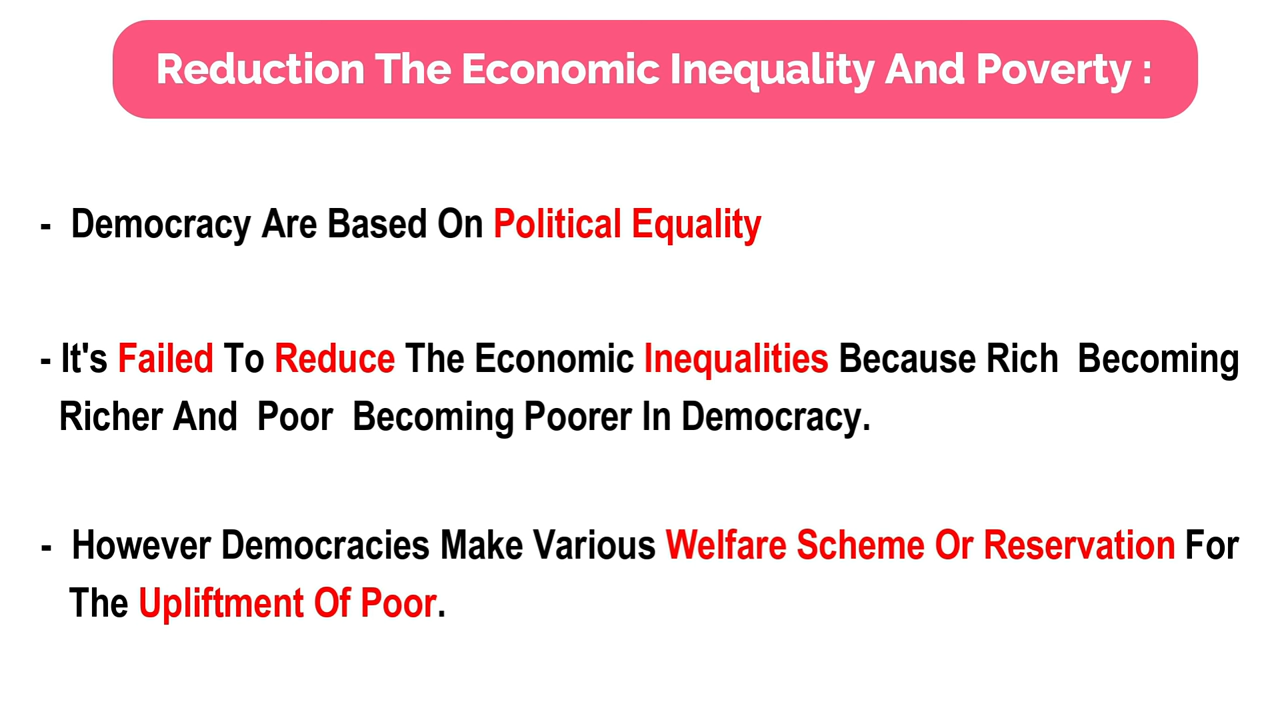 Reduction The Economic Inequality And Poverty :
- Democracy Are Based On Political Equality
- It's Failed To Reduce The Economic Inequalities Because Rich Becoming
Richer And Poor Becoming Poorer In Democracy.
- However Democracies Make Various Welfare Scheme Or Reservation For
The Upliftment Of Poor.